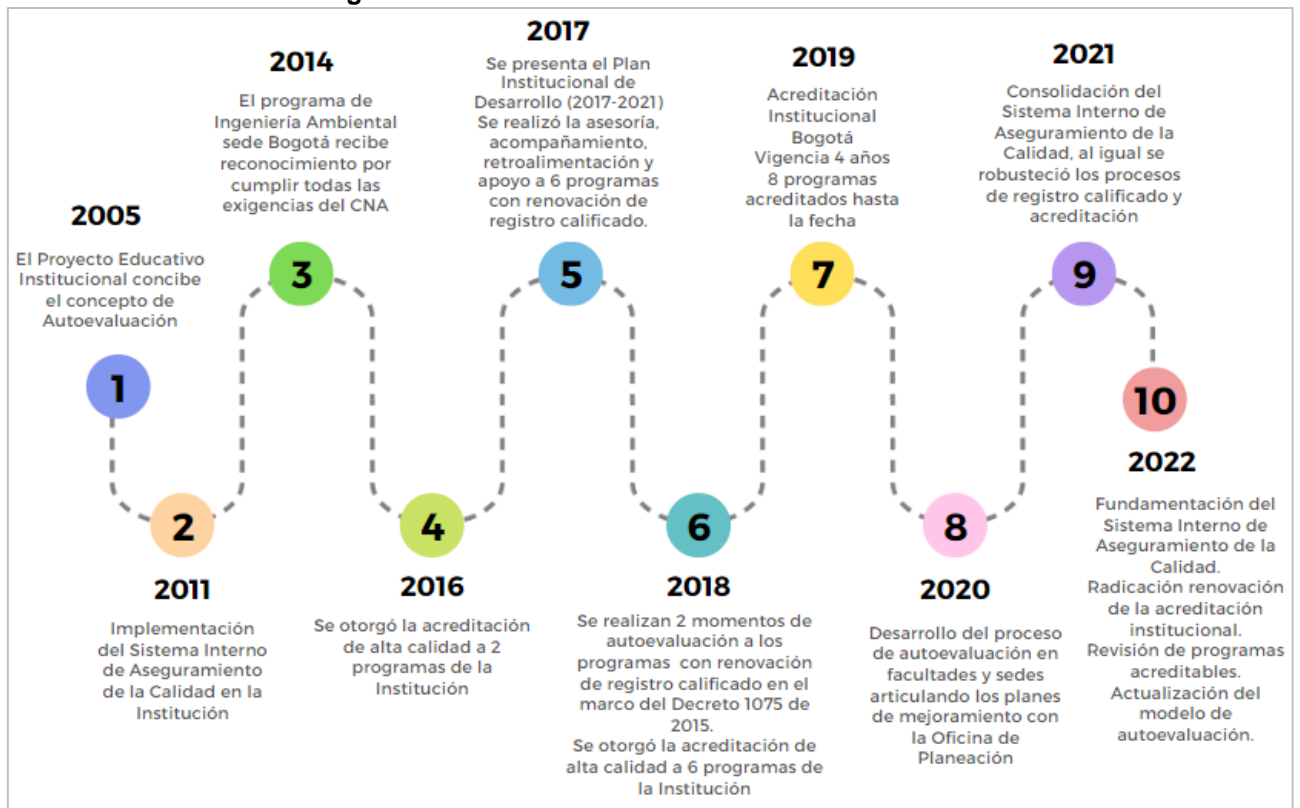 2005
El Proyecto Educativo
Institucional concibe
el concepto de
Autoevaluación
1
2
2011
Implementación
del Sistema Interno
de Aseguramiento
de la Calidad en la
Institución
2014
El programa de
Ingeniería Ambiental
sede Bogotá recibe
reconocimiento por
cumplir todas las
exigencias del CNA
3
4
2016
Se otorgó la acreditación
de alta calidad a 2
programas de la
Institución
2017
Se presenta el Plan
Institucional de
Desarrollo (2017-2021)
Se realizó la asesoría,
acompañamiento,
retroalimentación y
apoyo a 6 programas
con renovación de
registro calificado.
5
6
2018
Se realizan 2 momentos de
autoevaluación a los
programas con renovación
de registro calificado en el
marco del Decreto 1075 de
2015.
Se otorgó la acreditación de
alta calidad a 6 programas de
la Institución
2019
Acreditación
Institucional
Bogotá
Vigencia 4 años
8 programas
acreditados hasta
la fecha
7
8
2020
Desarrollo del proceso
de autoevaluación en
facultades y sedes
articulando los planes
de mejoramiento con
la Oficina de
Planeación
2021
Consolidación del
Sistema Interno de
Aseguramiento de la
Calidad, al igual se
robusteció los procesos
de registro calificado y
acreditación
9
10
2022
Fundamentación del
Sistema Interno de
Aseguramiento de la
Calidad.
Radicación renovación
de la acreditación
institucional.
Revisión de programas
acreditables.
Actualización del
modelo de
autoevaluación.